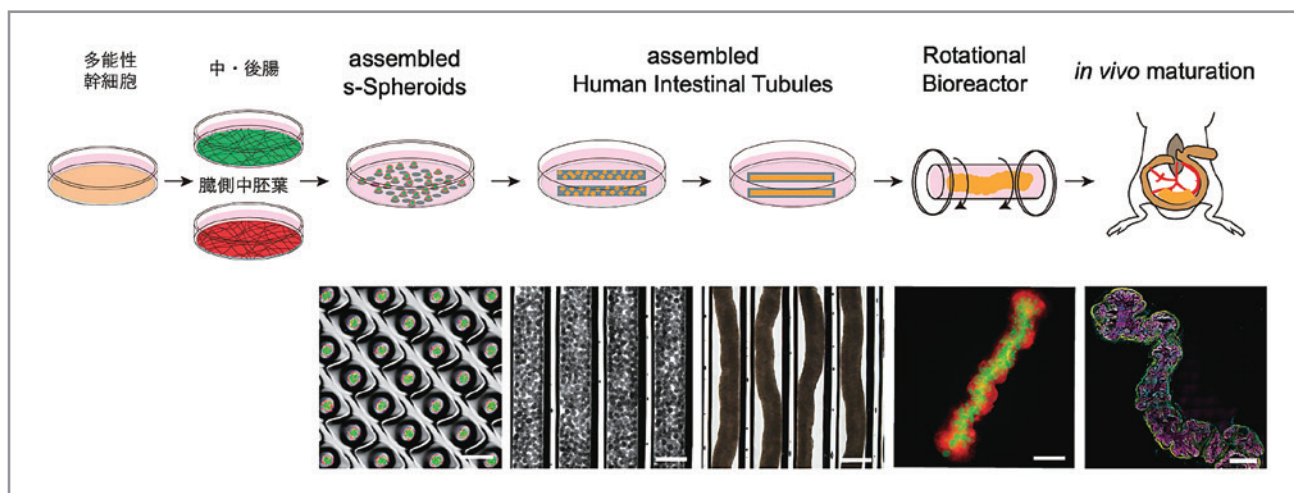 多能性
幹細胞
中・後腸
臓側中胚葉
assembled
s-Spheroids
assembled
Human Intestinal Tubules
Rotational
Bioreactor
in vivo maturation